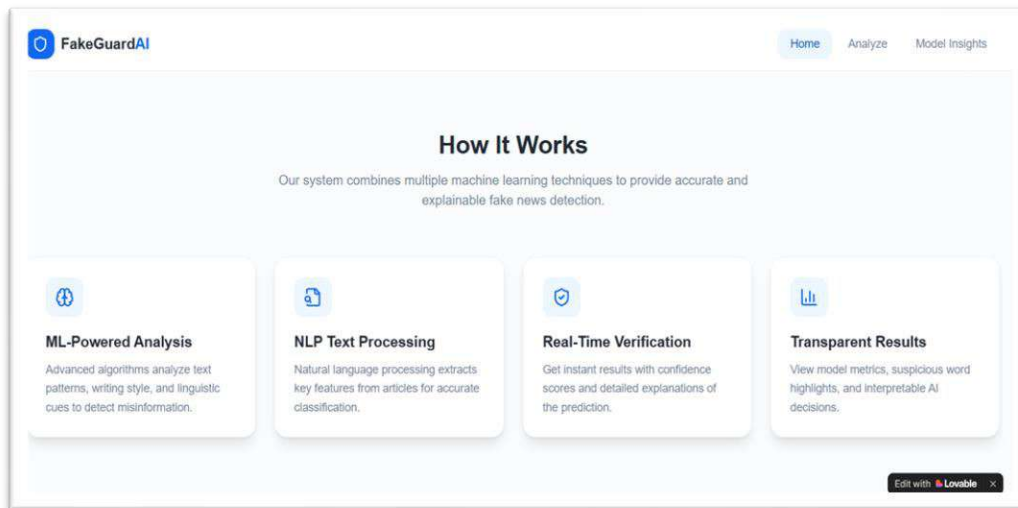 FakeGuardAI
Home Analyze Model Insights
How It Works
Our system combines multiple machine learning techniques to provide accurate and
explainable fake news detection.
ML-Powered Analysis
Advanced algorithms analyze text
patterns, writing style, and linguistic
cues to detect misinformation.
NLP Text Processing
Natural language processing extracts
key features from articles for accurate
classification.
Real-Time Verification
Get instant results with confidence
scores and detailed explanations of
the prediction.
Transparent Results
View model metrics, suspicious word
highlights, and interpretable AI
decisions.
Edit with Lovable ×